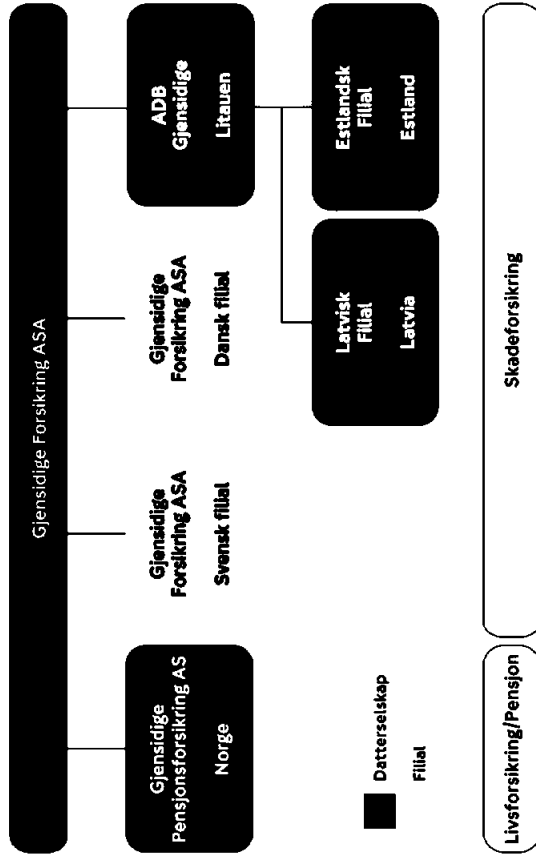 Gjensidige Forsikring ASA
Gjensidige
Pensjonsforsikring AS
Norge
Gjensidige
Forsikring ASA
Svensk filial
Gjensidige
Forsikring ASA
Dansk filial
ADB
Gjensidige
Litauen
Latvisk
Filial
Latvia
Estlandsk
Filial
Estland
Datterselskap
Filial
Livsforsikring/Pensjon
Skadeforsikring